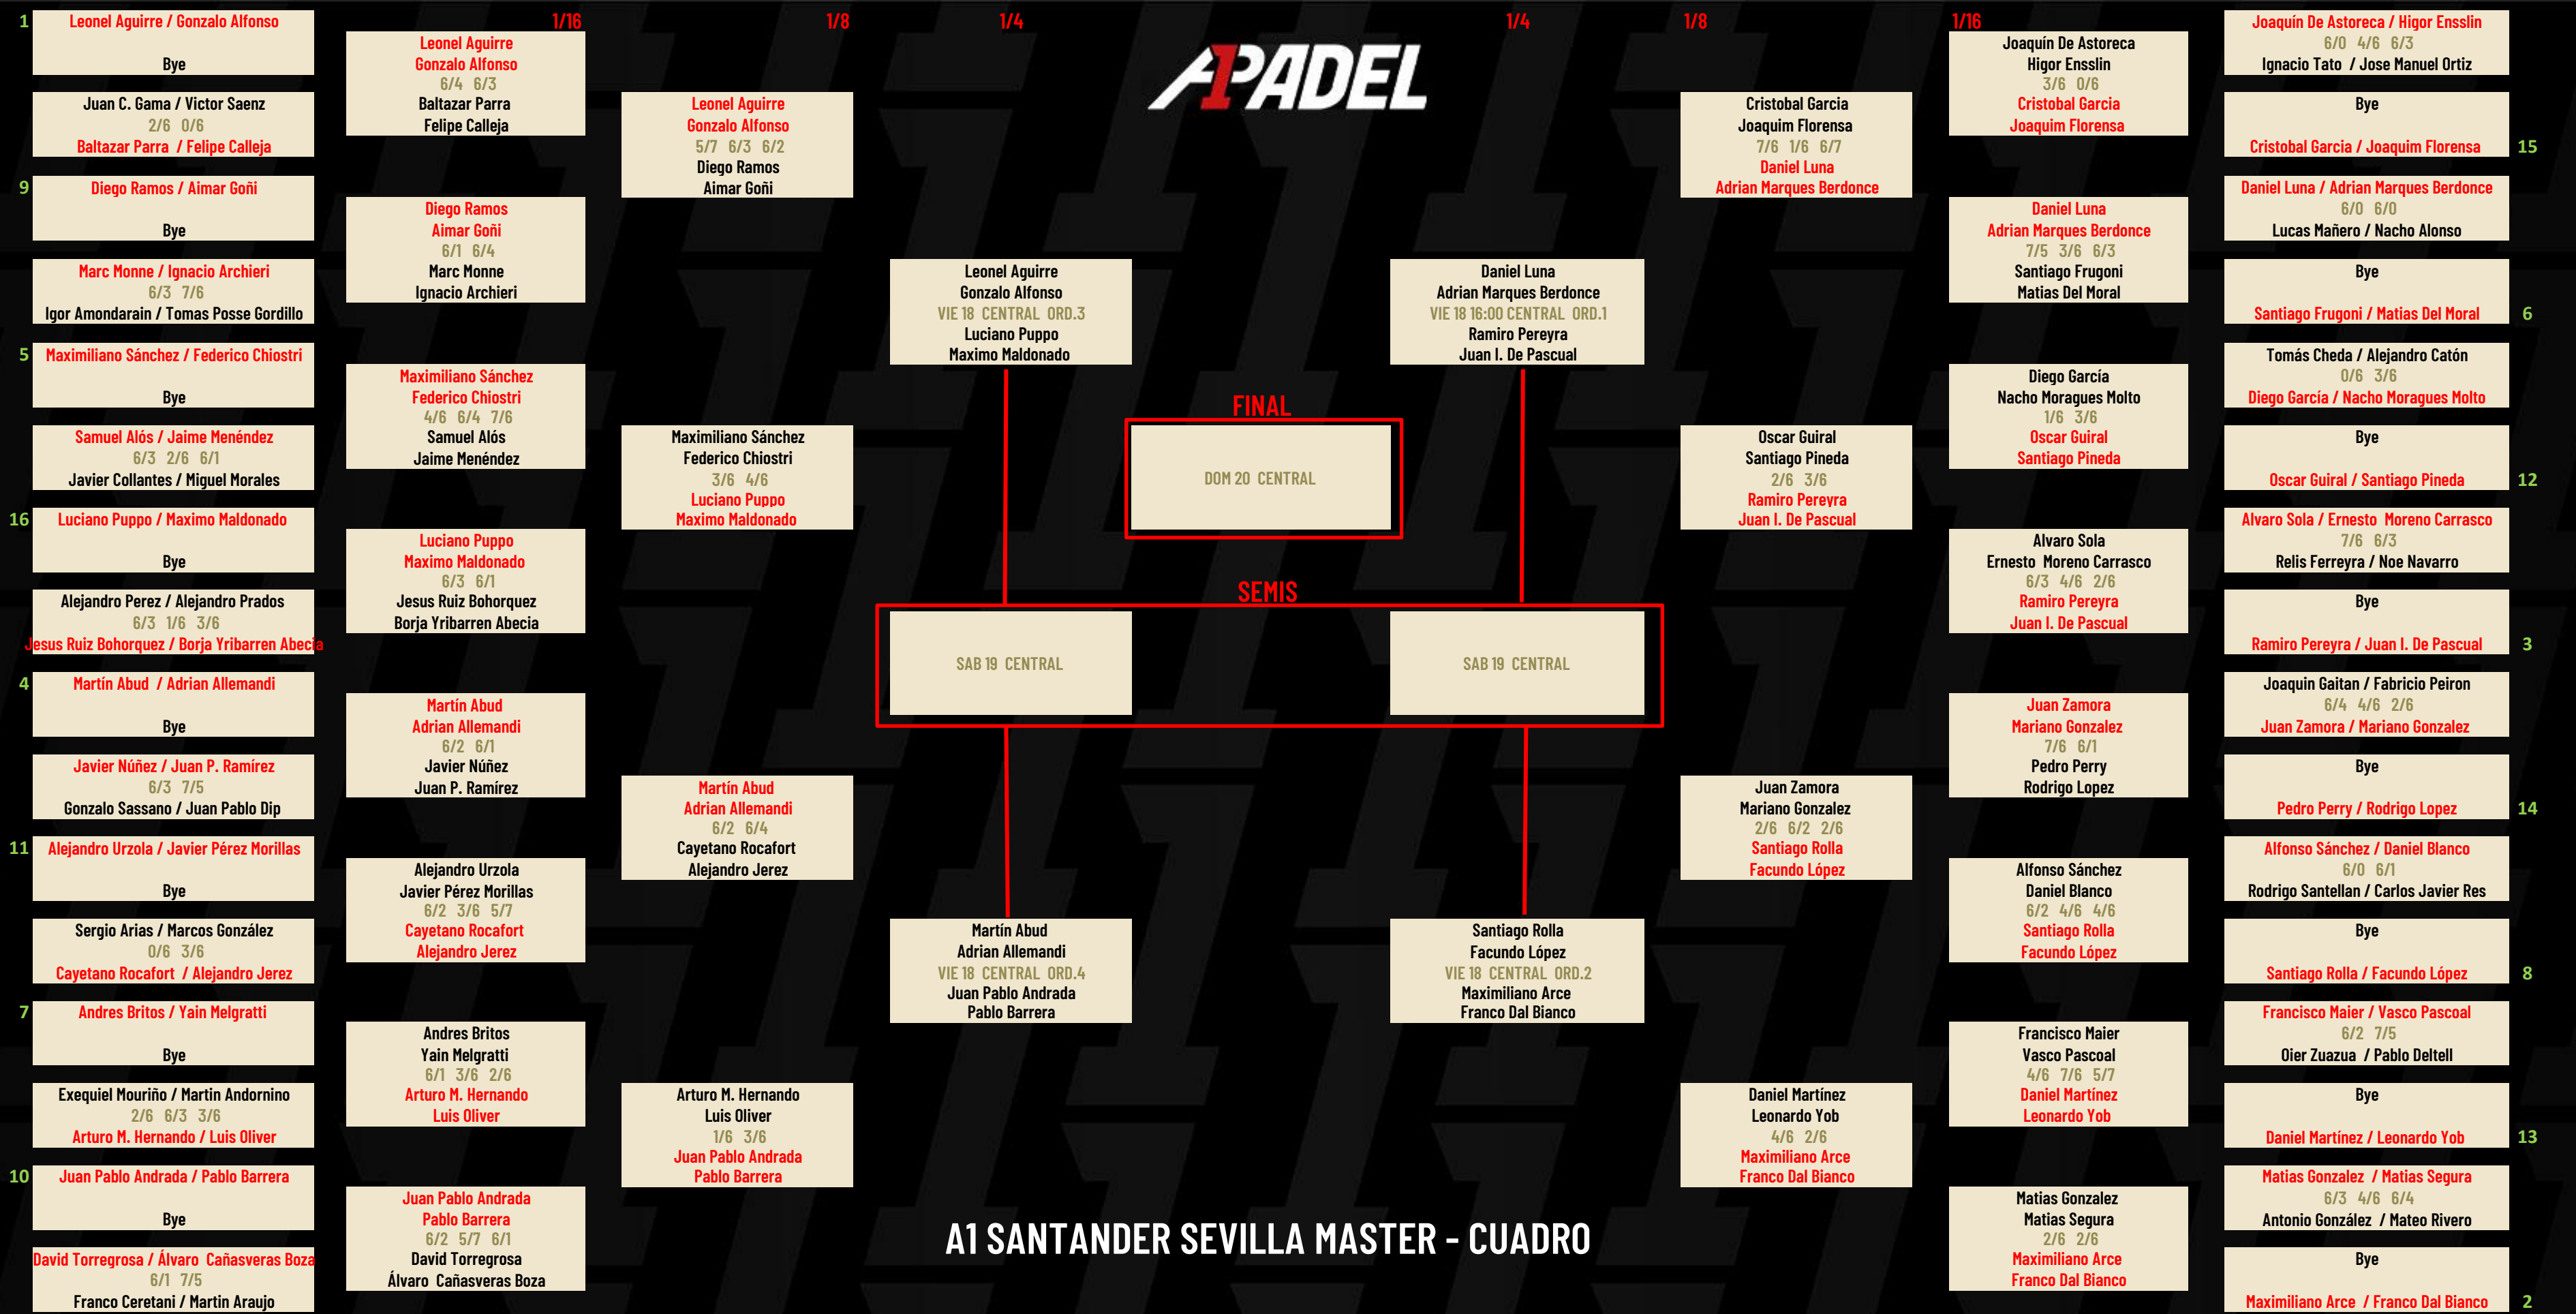 1/16
1/8
1/4
1/4
1/8
1/16
A1PADEL
1
Leonel Aguirre / Gonzalo Alfonso
Bye
Juan C. Gama / Victor Saenz
2/6 0/6
Baltazar Parra / Felipe Calleja
9
Diego Ramos / Aimar Goñi
Bye
Marc Monne / Ignacio Archieri
6/3 7/6
Igor Amondarain / Tomas Posse Gordillo
5
Maximiliano Sánchez / Federico Chiostri
Bye
Samuel Alós / Jaime Menéndez
6/3 2/6 6/1
Javier Collantes / Miguel Morales
16
Luciano Puppo / Maximo Maldonado
Bye
Alejandro Perez / Alejandro Prados
6/3 1/6 3/6
Jesus Ruiz Bohorquez / Borja Yribarren Abecia
4
Martín Abud / Adrian Allemandi
Bye
Javier Núñez / Juan P. Ramírez
6/3 7/5
Gonzalo Sassano / Juan Pablo Dip
11
Alejandro Urzola / Javier Pérez Morillas
Bye
Sergio Arias / Marcos González
0/6 3/6
Cayetano Rocafort / Alejandro Jerez
7
Andres Britos / Yain Melgratti
Bye
Exequiel Mouriño / Martin Andornino
2/6 6/3 3/6
Arturo M. Hernando / Luis Oliver
10
Juan Pablo Andrada / Pablo Barrera
Bye
David Torregrosa / Álvaro Cañasveras Boza
6/1 7/5
Franco Ceretani / Martin Araujo
Leonel Aguirre
Gonzalo Alfonso
6/4 6/3
Baltazar Parra
Felipe Calleja
Diego Ramos
Aimar Goñi
6/1 6/4
Marc Monne
Ignacio Archieri
Maximiliano Sánchez
Federico Chiostri
4/6 6/4 7/6
Samuel Alós
Jaime Menéndez
Luciano Puppo
Maximo Maldonado
6/3 6/1
Jesus Ruiz Bohorquez
Borja Yribarren Abecia
Martín Abud
Adrian Allemandi
6/2 6/1
Javier Núñez
Juan P. Ramírez
Alejandro Urzola
Javier Pérez Morillas
6/2 3/6 5/7
Cayetano Rocafort
Alejandro Jerez
Andres Britos
Yain Melgratti
6/1 3/6 2/6
Arturo M. Hernando
Luis Oliver
Juan Pablo Andrada
Pablo Barrera
6/2 5/7 6/1
David Torregrosa
Álvaro Cañasveras Boza
Leonel Aguirre
Gonzalo Alfonso
5/7 6/3 6/2
Diego Ramos
Aimar Goñi
Maximiliano Sánchez
Federico Chiostri
3/6 4/6
Luciano Puppo
Maximo Maldonado
Martín Abud
Adrian Allemandi
6/2 6/4
Cayetano Rocafort
Alejandro Jerez
Arturo M. Hernando
Luis Oliver
1/6 3/6
Juan Pablo Andrada
Pablo Barrera
Leonel Aguirre
Gonzalo Alfonso
VIE 18 CENTRAL ORD.3
Luciano Puppo
Maximo Maldonado
SAB 19 CENTRAL
Martín Abud
Adrian Allemandi
VIE 18 CENTRAL ORD.4
Juan Pablo Andrada
Pablo Barrera
FINAL
DOM 20 CENTRAL
SEMIS
A1 SANTANDER SEVILLA MASTER - CUADRO
Daniel Luna
Adrian Marques Berdonce
VIE 18 16:00 CENTRAL ORD.1
Ramiro Pereyra
Juan I. De Pascual
SAB 19 CENTRAL
Santiago Rolla
Facundo López
VIE 18 CENTRAL ORD.2
Maximiliano Arce
Franco Dal Bianco
Cristobal Garcia
Joaquim Florensa
7/6 1/6 6/7
Daniel Luna
Adrian Marques Berdonce
Oscar Guiral
Santiago Pineda
2/6 3/6
Ramiro Pereyra
Juan I. De Pascual
Juan Zamora
Mariano Gonzalez
2/6 6/2 2/6
Santiago Rolla
Facundo López
Daniel Martínez
Leonardo Yob
4/6 2/6
Maximiliano Arce
Franco Dal Bianco
Joaquín De Astoreca
Higor Ensslin
3/6 0/6
Cristobal Garcia
Joaquim Florensa
Daniel Luna
Adrian Marques Berdonce
7/5 3/6 6/3
Santiago Frugoni
Matias Del Moral
Diego García
Nacho Moragues Molto
1/6 3/6
Oscar Guiral
Santiago Pineda
Alvaro Sola
Ernesto Moreno Carrasco
6/3 4/6 2/6
Ramiro Pereyra
Juan I. De Pascual
Juan Zamora
Mariano Gonzalez
7/6 6/1
Pedro Perry
Rodrigo Lopez
Alfonso Sánchez
Daniel Blanco
6/2 4/6 4/6
Santiago Rolla
Facundo López
Francisco Maier
Vasco Pascoal
4/6 7/6 5/7
Daniel Martínez
Leonardo Yob
Matias Gonzalez
Matias Segura
2/6 2/6
Maximiliano Arce
Franco Dal Bianco
Joaquín De Astoreca / Higor Ensslin
6/0 4/6 6/3
Ignacio Tato / Jose Manuel Ortiz
Bye
Cristobal Garcia / Joaquim Florensa
15
Daniel Luna / Adrian Marques Berdonce
6/0 6/0
Lucas Mañero / Nacho Alonso
Bye
Santiago Frugoni / Matias Del Moral
6
Tomás Cheda / Alejandro Catón
0/6 3/6
Diego García / Nacho Moragues Molto
Bye
Oscar Guiral / Santiago Pineda
12
Alvaro Sola / Ernesto Moreno Carrasco
7/6 6/3
Relis Ferreyra / Noe Navarro
Bye
Ramiro Pereyra / Juan I. De Pascual
3
Joaquin Gaitan / Fabricio Peiron
6/4 4/6 2/6
Juan Zamora / Mariano Gonzalez
Bye
Pedro Perry / Rodrigo Lopez
14
Alfonso Sánchez / Daniel Blanco
6/0 6/1
Rodrigo Santellan / Carlos Javier Res
Bye
Santiago Rolla / Facundo López
8
Francisco Maier / Vasco Pascoal
6/2 7/5
Oier Zuazua / Pablo Deltell
Bye
Daniel Martínez / Leonardo Yob
13
Matias Gonzalez / Matias Segura
6/3 4/6 6/4
Antonio González / Mateo Rivero
Bye
Maximiliano Arce / Franco Dal Bianco
2